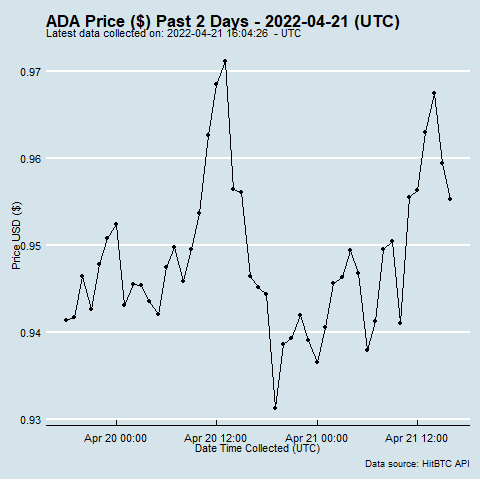 ADA Price ($) Past 2 Days - 2022-04-21 (UTC)
Latest data collected on: 2022-04-21 16:04:26 - UTC
0.97
0.96
0.95
0.94
0.93
Price USD ($)
Apr 20 00:00
Apr 20 12:00
Apr 21 00:00
Apr 21 12:00
Date Time Collected (UTC)
Data source: HitBTC API